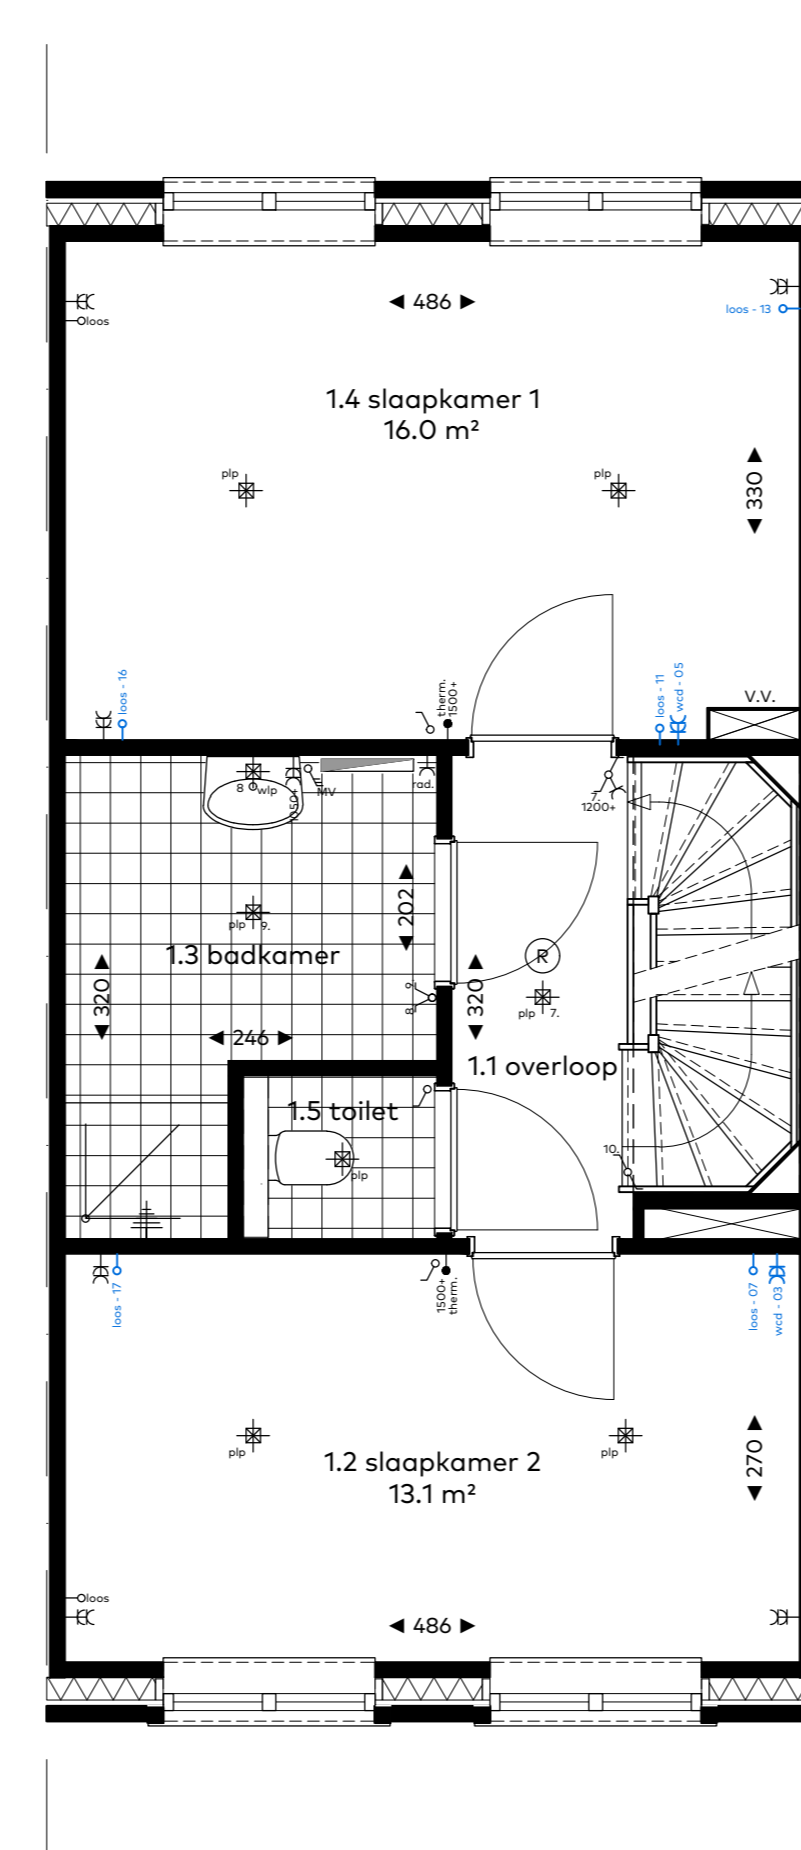 ◄ 486 ►
loos
loos - 13
1.4 slaapkamer 1
16.0 m²
◄ 330 ►
plp
plp
loos - 16
therm.
1500+
loos - 11
wcd - 05
V.V.
8
wlp
1050+
MV
rad.
7.
1200+
◄ 202 ►
plp
9.
1.3 badkamer
R
◄ 320 ►
8. 9
◄ 320 ►
plp
7.
◄ 246 ►
1.1 overloop
1.5 toilet
plp
10.
loos - 17
1500+
therm.
loos - 07
wcd - 03
plp
plp
1.2 slaapkamer 2
13.1 m²
◄ 270 ►
loos
◄ 486 ►